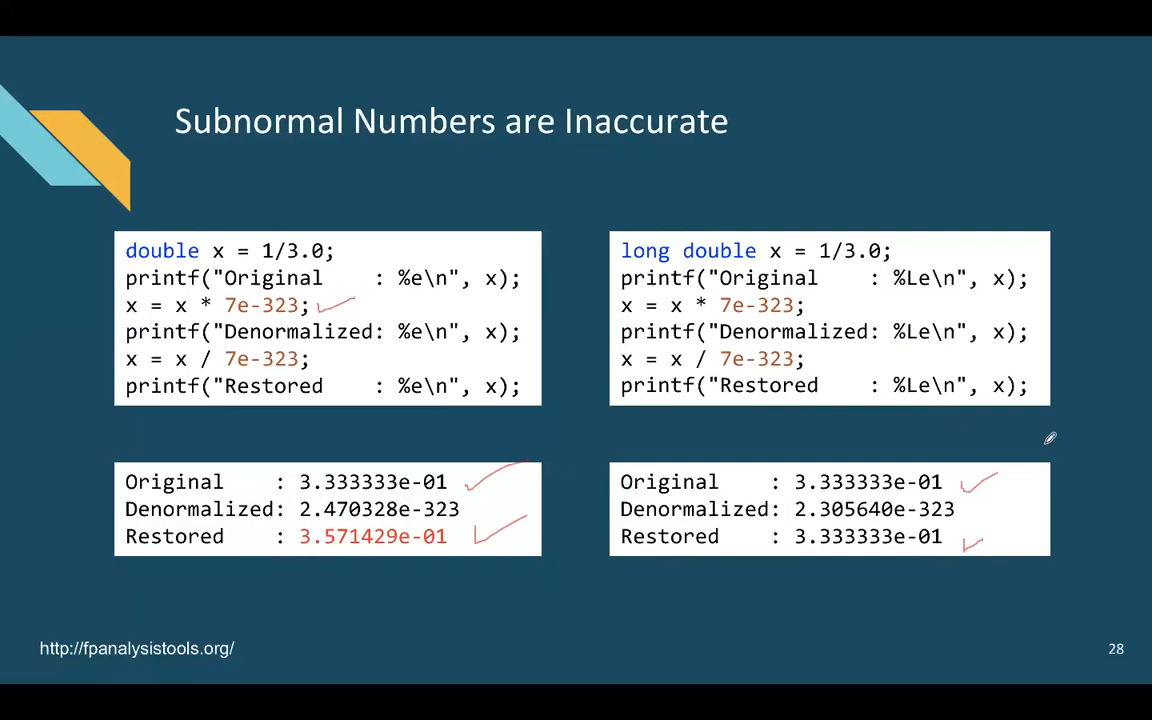 Subnormal Numbers are Inaccurate
double x = 1/3.0;
printf("Original     : %e\n", x);
x = x * 7e-323;
printf("Denormalized: %e\n", x);
x = x / 7e-323;
printf("Restored     : %e\n", x);
long double x = 1/3.0;
printf("Original     : %Le\n", x);
x = x * 7e-323;
printf("Denormalized: %Le\n", x);
x = x / 7e-323;
printf("Restored     : %Le\n", x);
Original     : 3.333333e-01
Denormalized: 2.470328e-323
Restored     : 3.571429e-01
Original     : 3.333333e-01
Denormalized: 2.305640e-323
Restored     : 3.333333e-01
http://fpanalysistools.org/
28